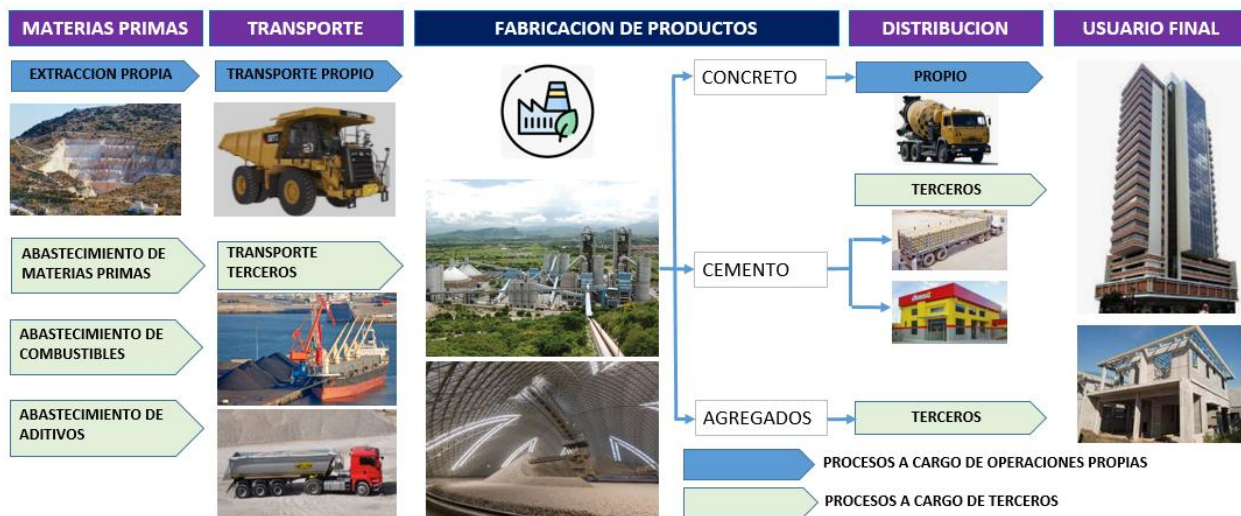 MATERIAS PRIMAS
TRANSPORTE
FABRICACION DE PRODUCTOS
DISTRIBUCION
USUARIO FINAL
EXTRACCION PROPIA
TRANSPORTE PROPIO
CONCRETO
PROPIO
TERCEROS
ABASTECIMIENTO DE
MATERIAS PRIMAS
TRANSPORTE
TERCEROS
CEMENTO
ABASTECIMIENTO DE
COMBUSTIBLES
ABASTECIMIENTO DE
ADITIVOS
AGREGADOS
TERCEROS
PROCESOS A CARGO DE OPERACIONES PROPIAS
PROCESOS A CARGO DE TERCEROS